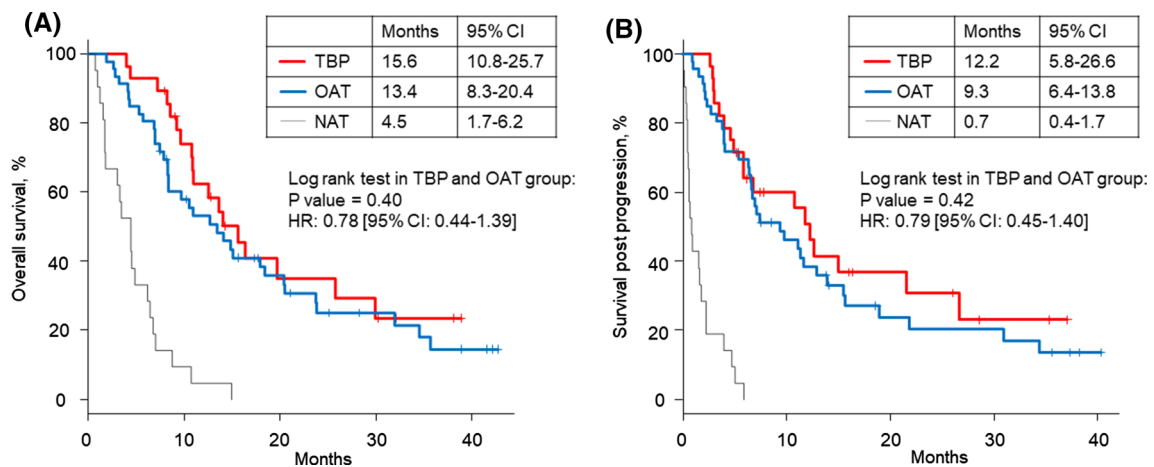 (A)
Months 95% CI
TBP 15.6 10.8-25.7
OAT 13.4 8.3-20.4
NAT 4.5 1.7-6.2
Log rank test in TBP and OAT group:
P value = 0.40
HR: 0.78 [95% CI: 0.44-1.39]
Overall survival, %
100
80
60
40
20
0
0 10 20 30 40
Months
(B)
Months 95% CI
TBP 12.2 5.8-26.6
OAT 9.3 6.4-13.8
NAT 0.7 0.4-1.7
Log rank test in TBP and OAT group:
P value = 0.42
HR: 0.79 [95% CI: 0.45-1.40]
Survival post progression, %
100
80
60
40
20
0
0 10 20 30 40
Months